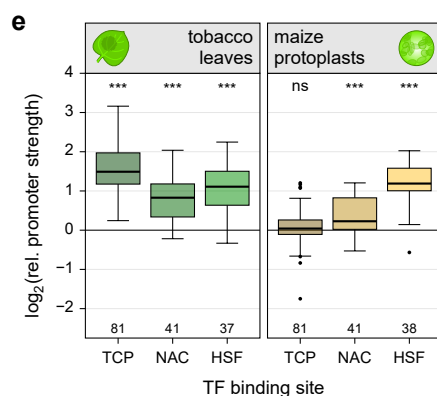 e
tobacco leaves
maize protoplasts
log2(rel. promoter strength)
4
3
2
1
0
−1
−2
*** *** ***
ns *** ***
81 41 37
81 41 38
TCP NAC HSF
TCP NAC HSF
TF binding site